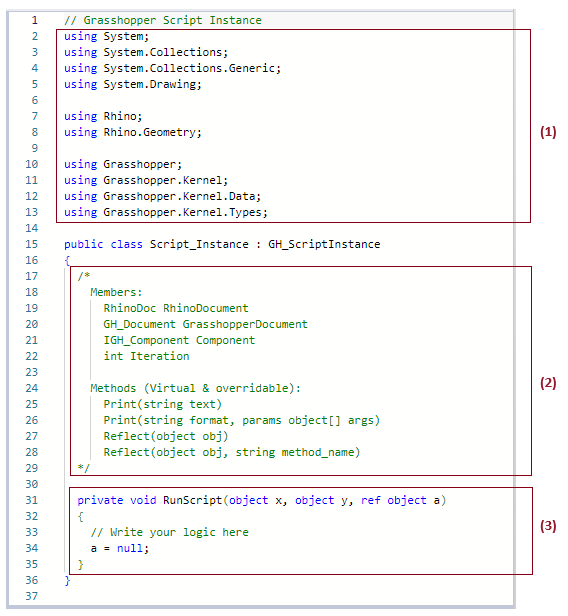 1 // Grasshopper Script Instance
2 using System;
3 using System.Collections;
4 using System.Collections.Generic;
5 using System.Drawing;
6
7 using Rhino;
8 using Rhino.Geometry;
9
10 using Grasshopper;
11 using Grasshopper.Kernel;
12 using Grasshopper.Kernel.Data;
13 using Grasshopper.Kernel.Types;
(1)
14
15 public class Script_Instance : GH_ScriptInstance
16 {
17 /*
18 Members:
19 RhinoDoc RhinoDocument
20 GH_Document GrasshopperDocument
21 IGH_Component Component
22 int Iteration
23
24 Methods (Virtual & overridable):
25 Print(string text)
26 Print(string format, params object[] args)
27 Reflect(object obj)
28 Reflect(object obj, string method_name)
29 */
(2)
30
31 private void RunScript(object x, object y, ref object a)
32 {
33 // Write your logic here
34 a = null;
35 }
(3)
36 }
37